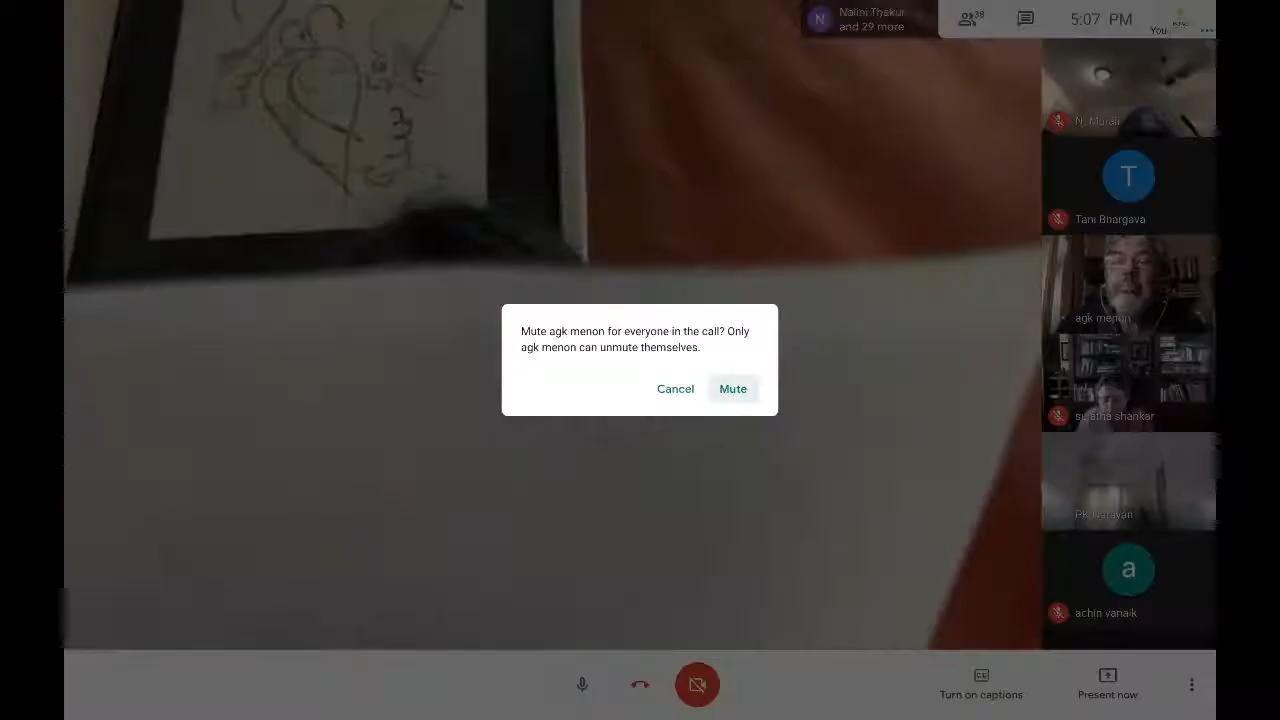 N
Nalini Thakur
and 29 more
38
5:07 PM
You
N. Murali
T
Tani Bhargava
agk menon
sujatha shankar
PK Narayan
a
achin vanaik
Mute agk menon for everyone in the call? Only
agk menon can unmute themselves.
Cancel
Mute
CC
Turn on captions
Present now